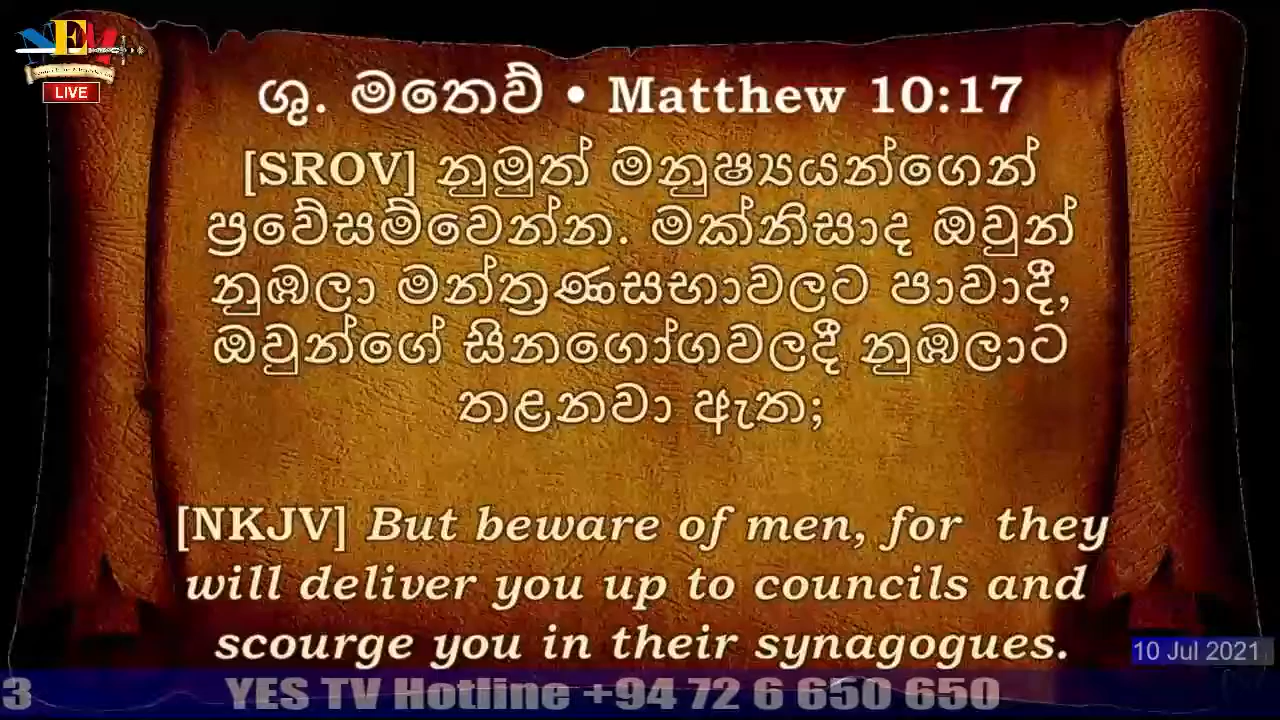 NEV
LIVE
ශු. මතෙව් • Matthew 10:17
[SROV] නුමුත් මනුෂ්‍යයන්ගෙන්
ප්‍රවේසම්වෙන්න. මක්නිසාද ඔවුන්
නුඹලා මන්ත්‍රණසභාවලට පාවාදී,
ඔවුන්ගේ සිනගෝගවලදී නුඹලාට
තළනවා ඇත;
[NKJV] But beware of men, for they
will deliver you up to councils and
scourge you in their synagogues.
10 Jul 2021
3 YES TV Hotline +94 72 6 650 650